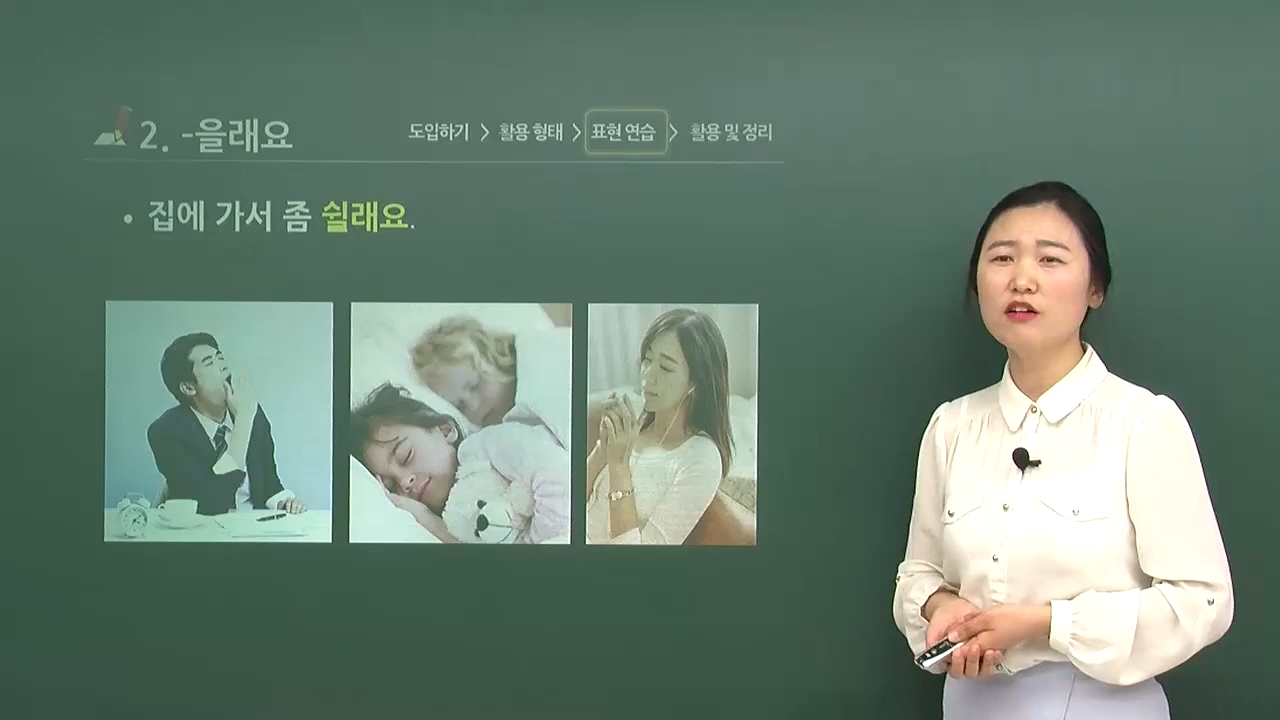 2. -을래요
도입하기 > 활용 형태 > 표현 연습 > 활용 및 정리
• 집에 가서 좀 쉴래요.